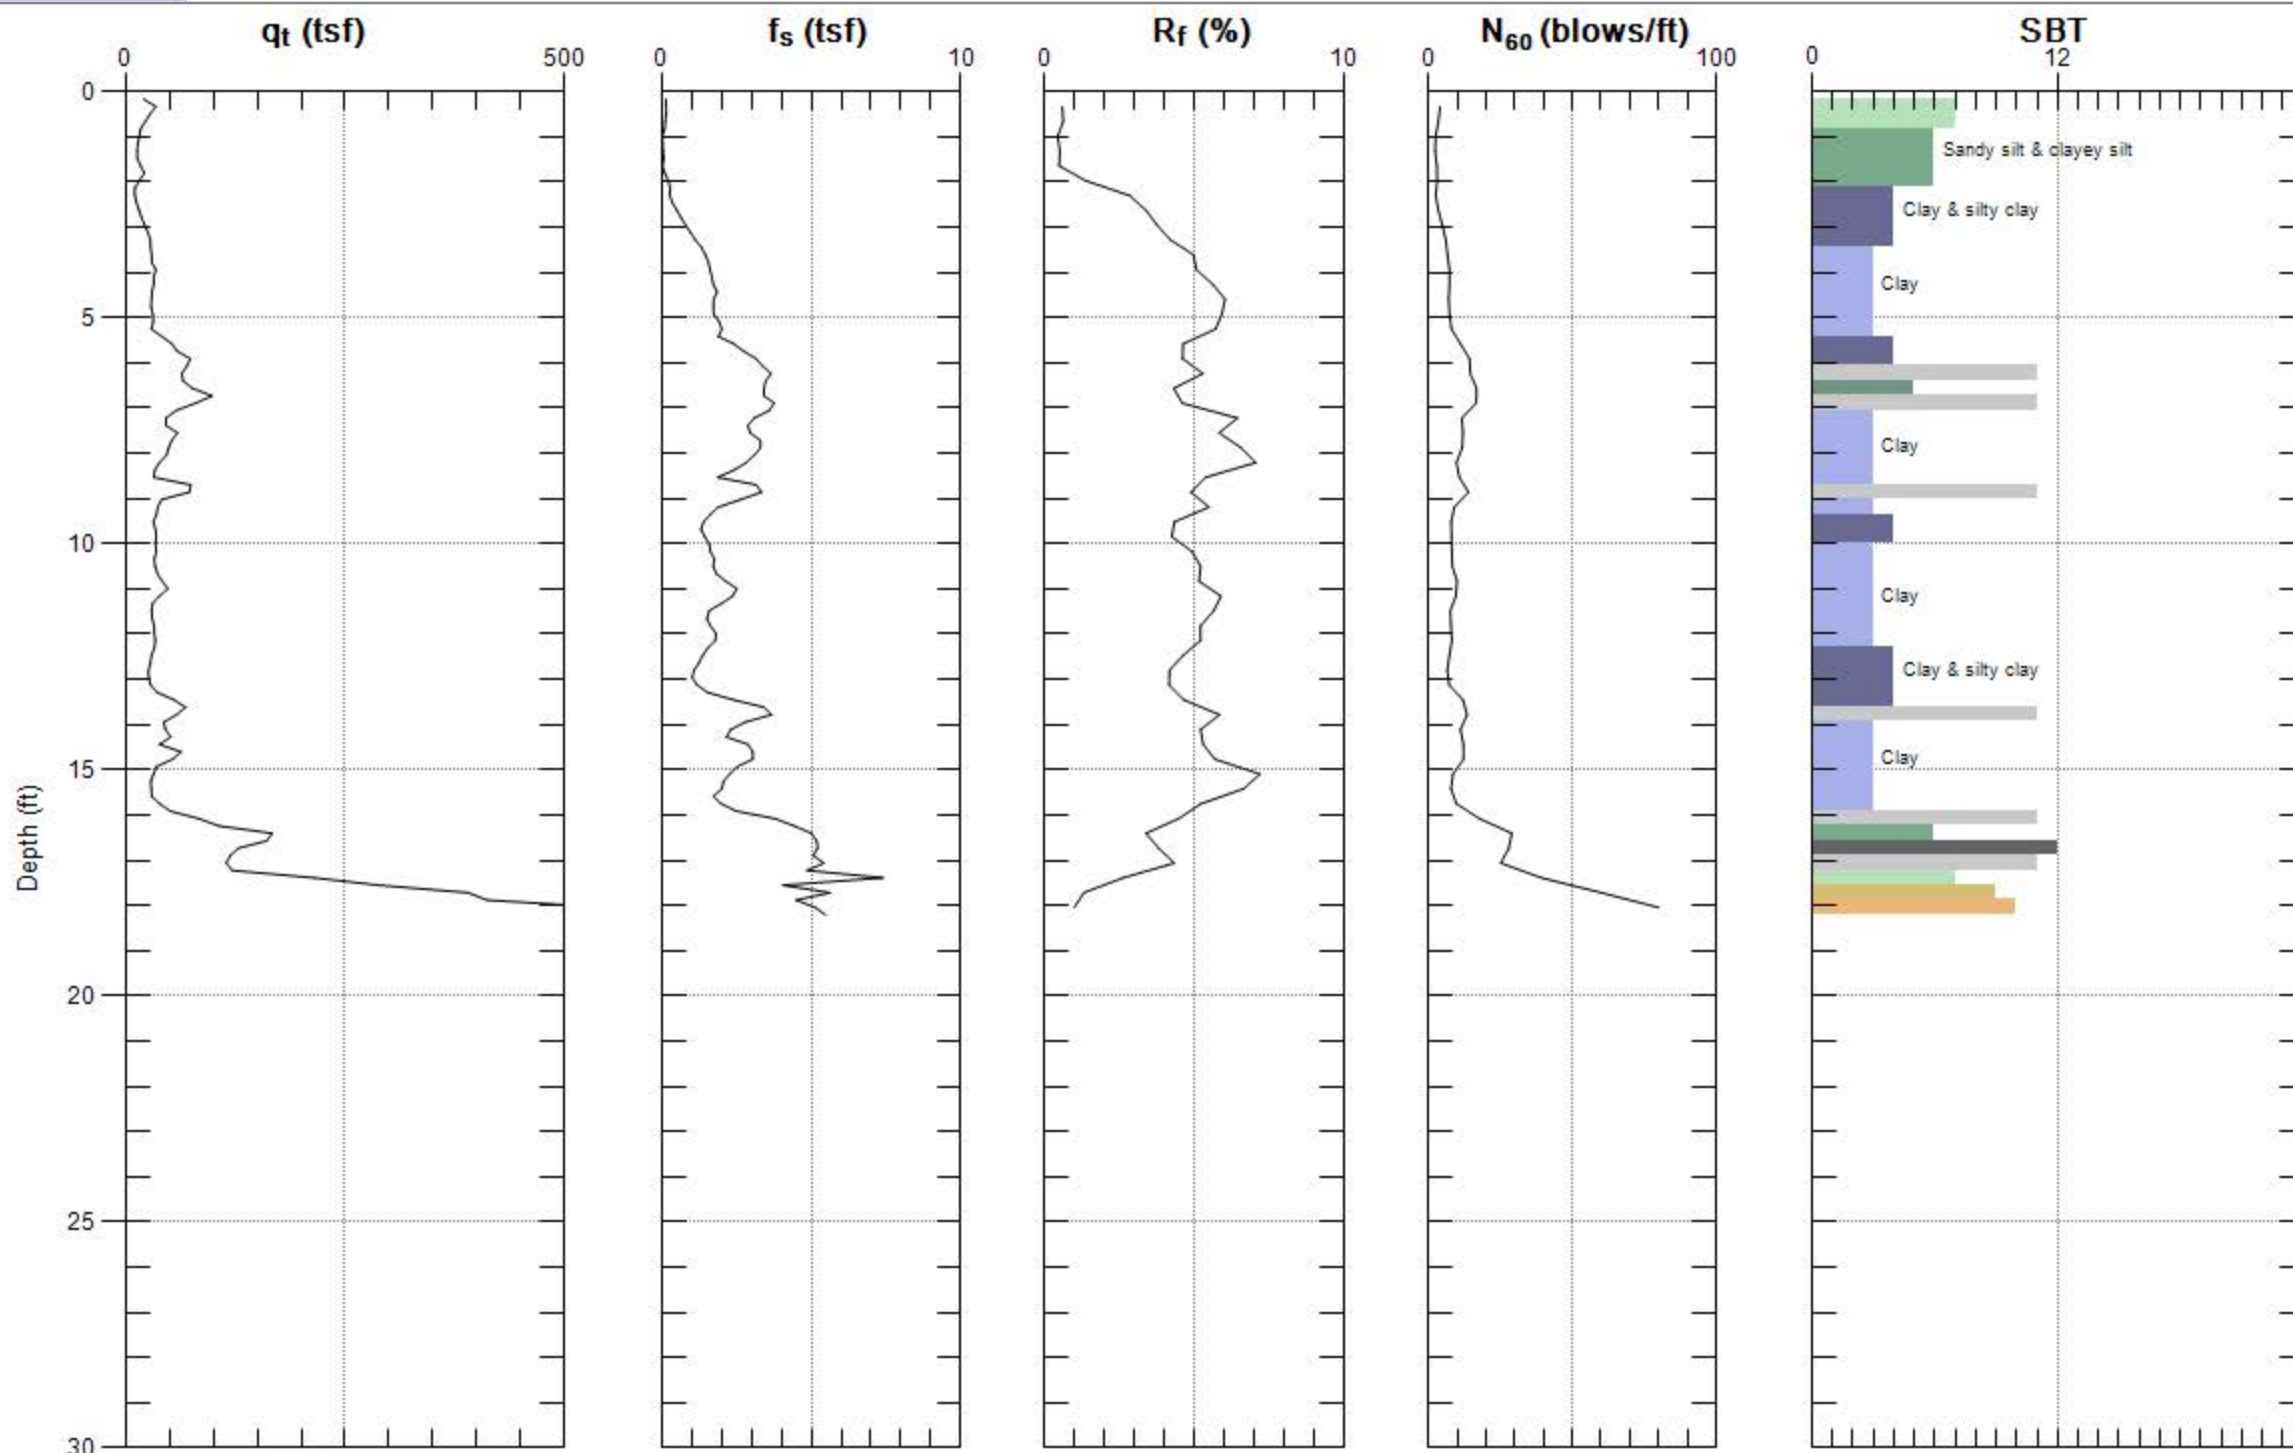 qt (tsf)
fs (tsf)
Rf (%)
N60 (blows/ft)
SBT
0 500
0 10
0 10
0 100
0 12
0
Sandy silt & clayey silt
Clay & silty clay
Clay
5
Clay
10
Clay
Clay & silty clay
Clay
15
Depth (ft)
20
25
30